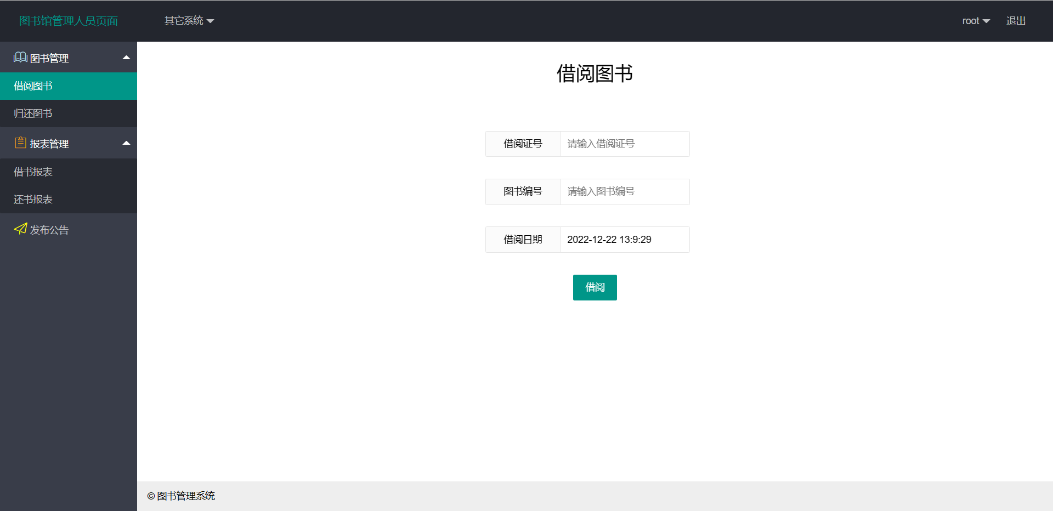 图书馆管理人员页面
其它系统
root
退出
图书管理
借阅图书
归还图书
报表管理
借书报表
还书报表
发布公告
借阅图书
借阅证号 请输入借阅证号
图书编号 请输入图书编号
借阅日期 2022-12-22 13:9:29
借阅
© 图书管理系统